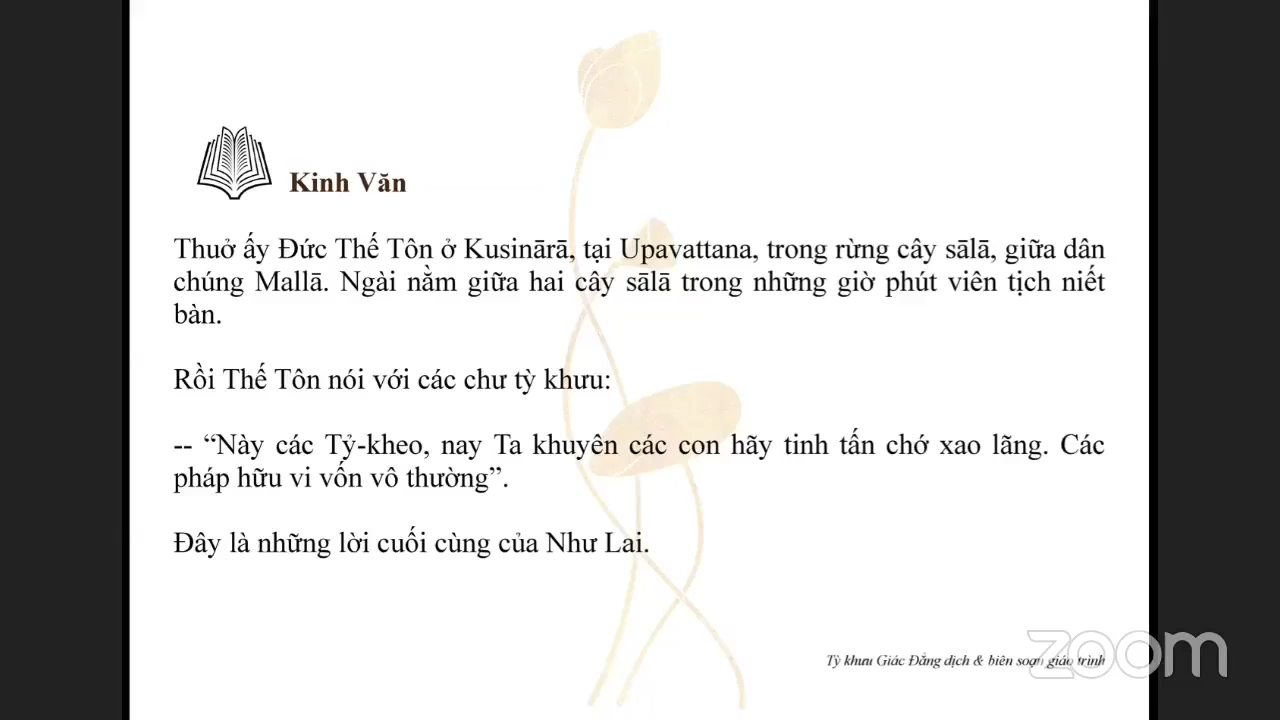 Kinh Văn
Thuở ấy Đức Thế Tôn ở Kusinārā, tại Upavattana, trong rừng cây sālā, giữa dân
chúng Mallā. Ngài nằm giữa hai cây sālā trong những giờ phút viên tịch niết
bàn.
Rồi Thế Tôn nói với các chư tỳ khưu:
-- “Này các Tỷ-kheo, nay Ta khuyên các con hãy tinh tấn chớ xao lãng. Các
pháp hữu vi vốn vô thường”.
Đây là những lời cuối cùng của Như Lai.
Tỳ khưu Giác Đẳng dịch & biên soạn giáo trình
zoom